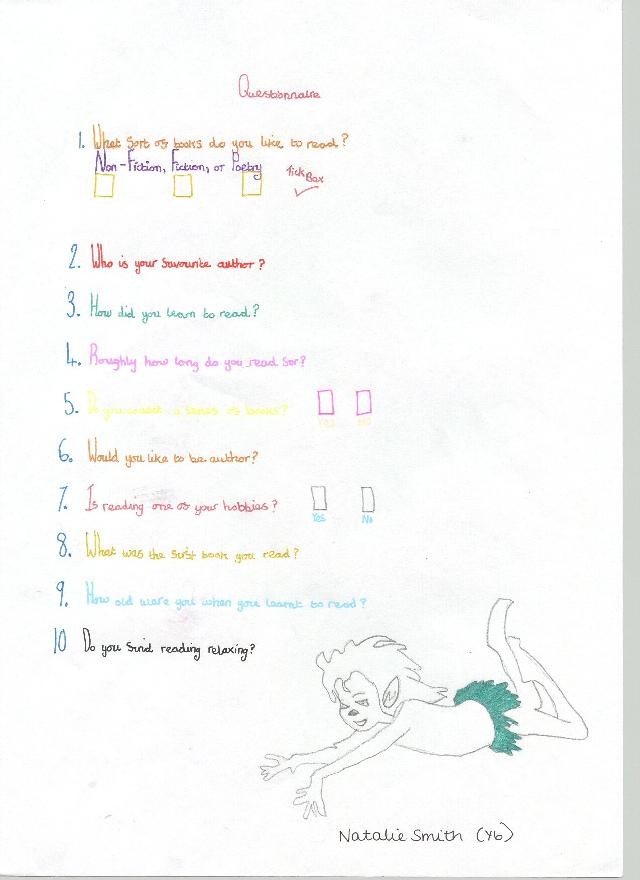 Questionnaire
1. What sort of books do you like to read?
Non-Fiction, Fiction, or Poetry
Tick Box
2. Who is your favourite author?
3. How did you learn to read?
4. Roughly how long do you read for?
5. Do you a of books?
Yes No
6. Would you like to be author?
7. Is reading one of your hobbies?
Yes No
8. What was the first book you read?
9. How old were you when you learnt to read?
10 Do you find reading relaxing?
Natalie Smith (Y6)